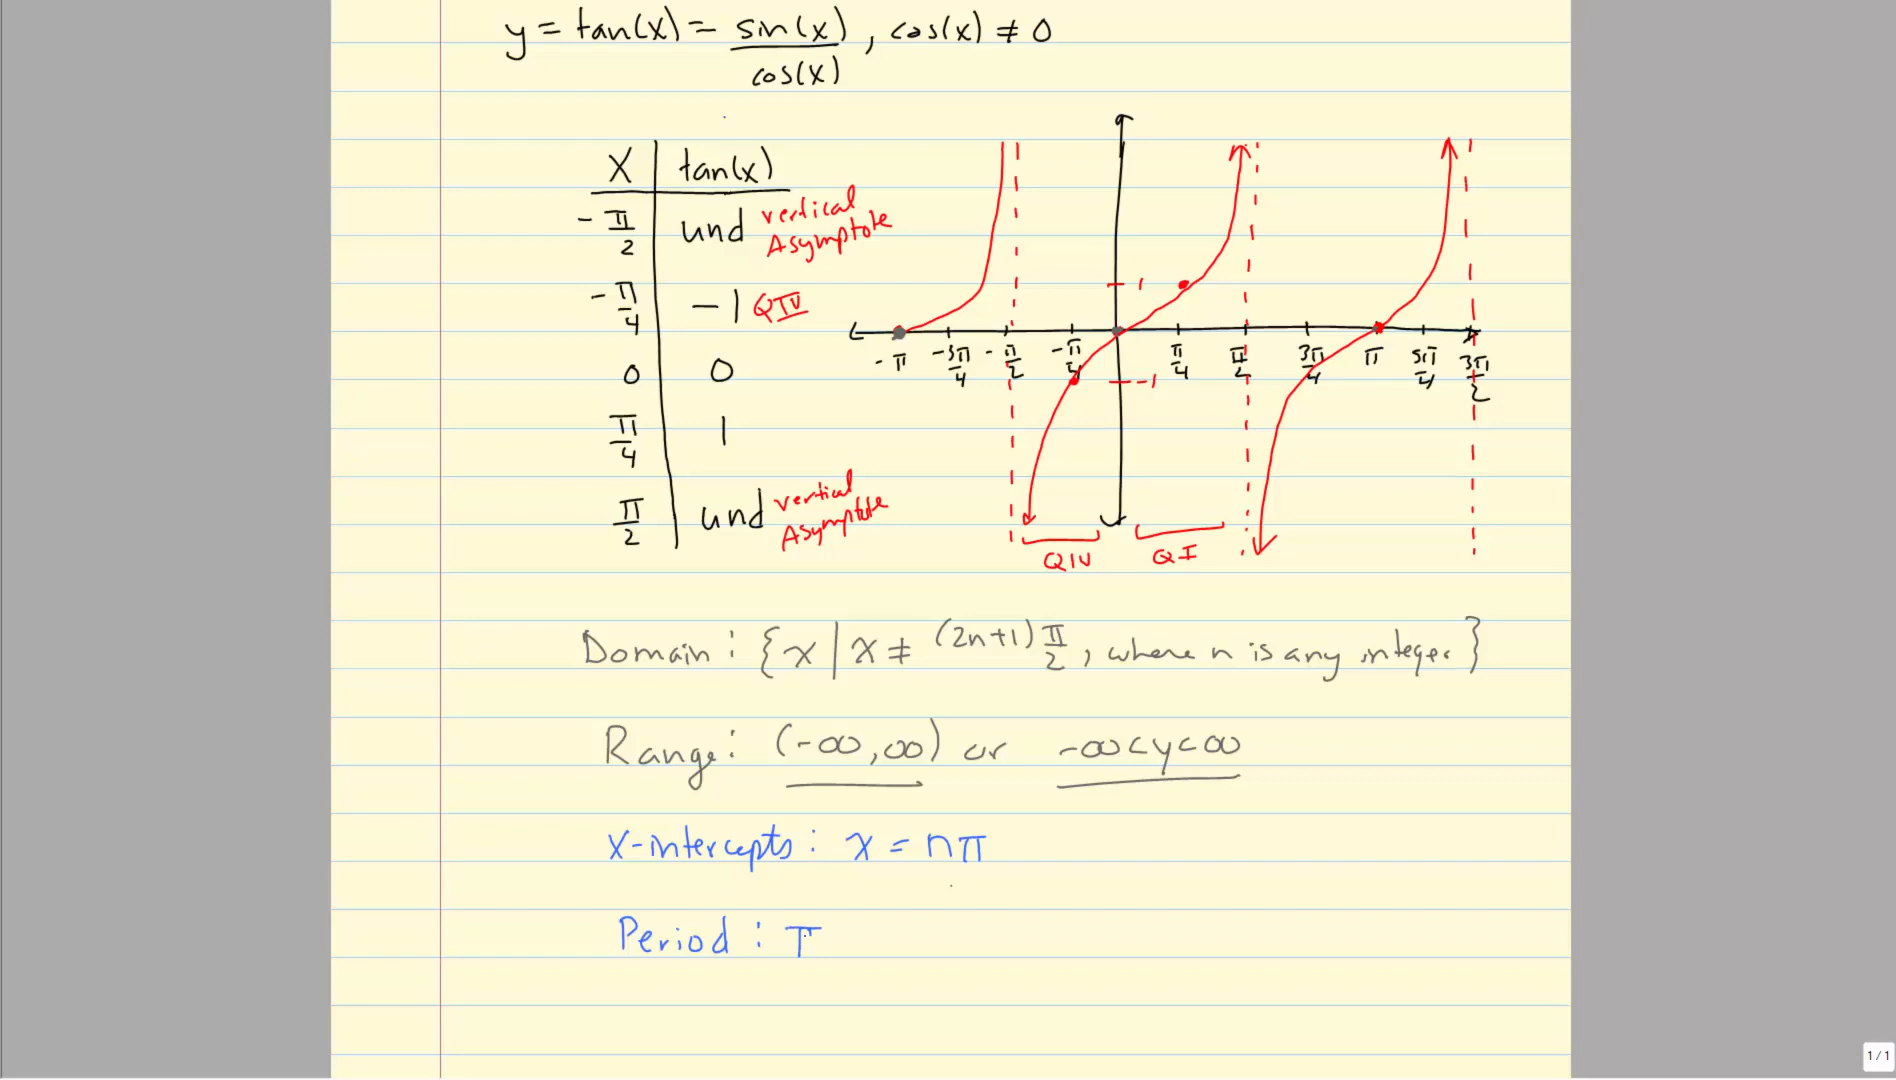 y = tan(x) = sin(x)/cos(x), cos(x) ≠ 0
x | tan(x)
-π/2 | und vertical Asymptote
-π/4 | -1 QIV
0 | 0
π/4 | 1
π/2 | und vertical Asymptote
1
-π -3π/4 -π/2 -π/4 π/4 π/2 3π/4 π 5π/4 3π/2
-1
QIV QI
Domain: {x | x ≠ (2n+1)π/2, where n is any integer}
Range: (-∞,∞) or -∞<y<∞
x-intercepts: x = nπ
Period: π
1 / 1